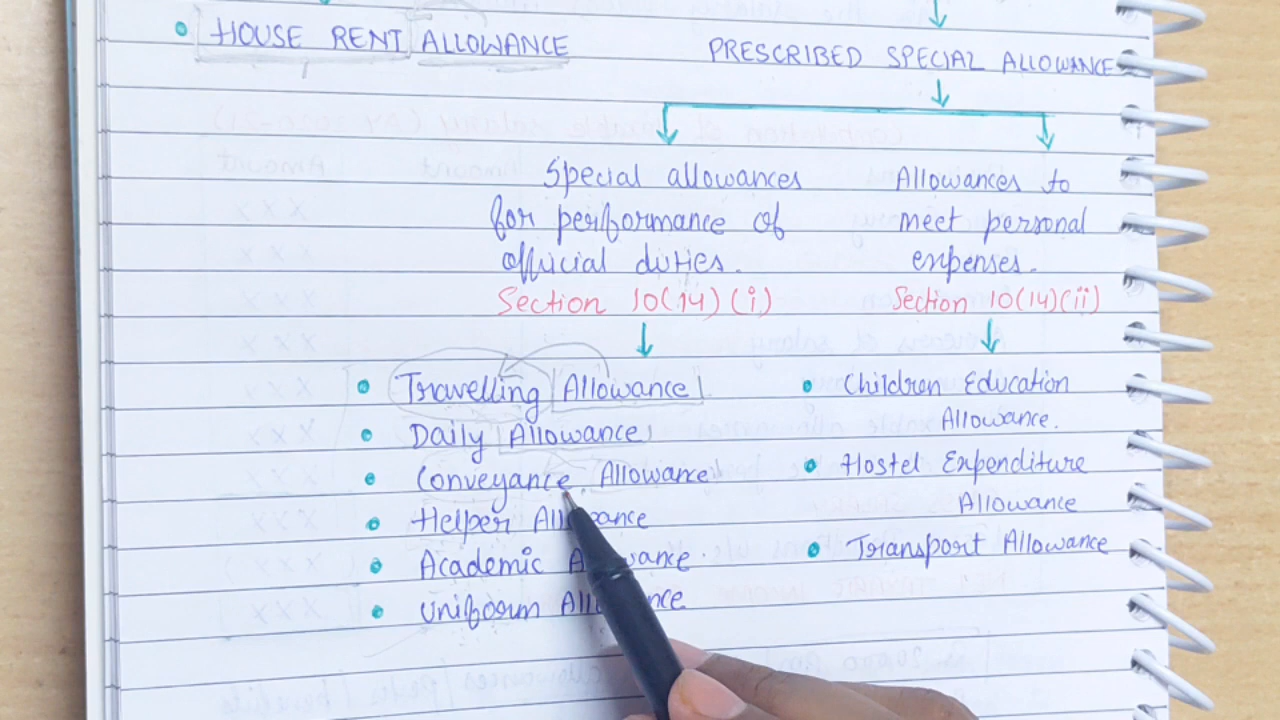 HOUSE RENT ALLOWANCE
PRESCRIBED SPECIAL ALLOWANCE
Special allowances
for performance of
official duties.
Section 10(14)(i)
Travelling Allowance
Daily Allowance
Conveyance Allowance
Helper Allowance
Academic Allowance
Uniform Allowance
Allowances to
meet personal
expenses.
Section 10(14)(ii)
Children Education
Allowance.
Hostel Expenditure
Allowance
Transport Allowance